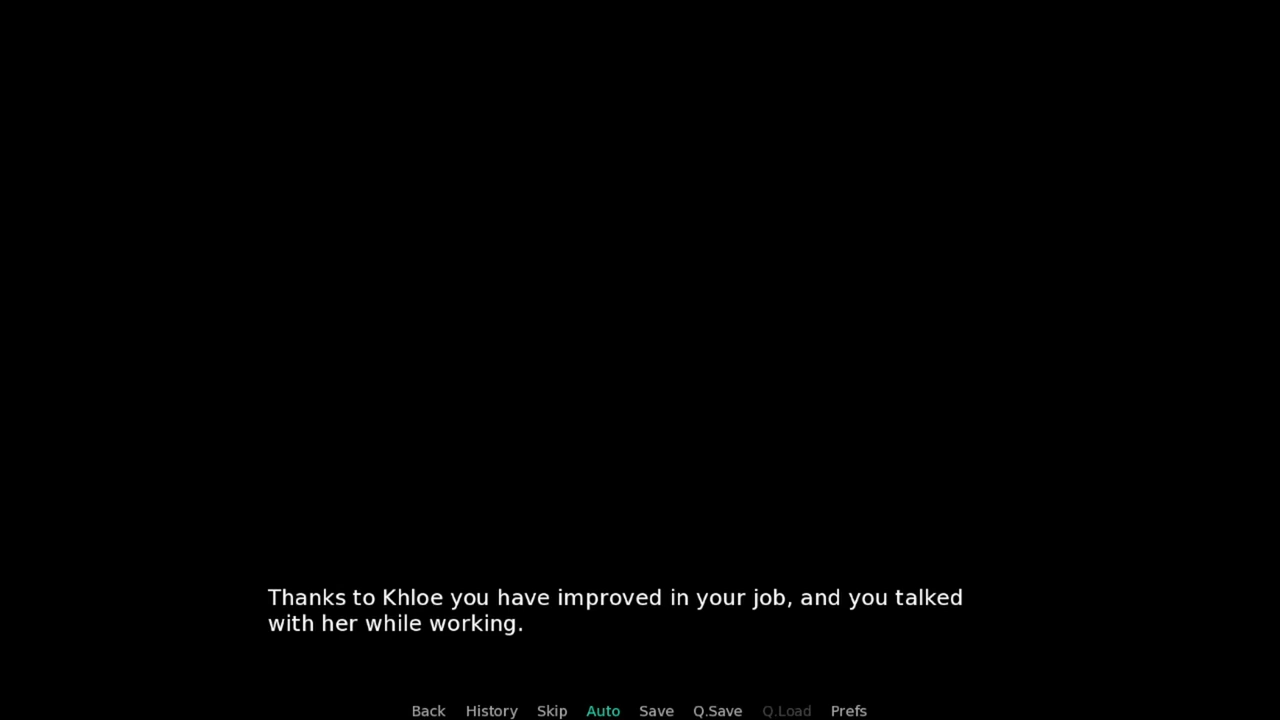 Thanks to Khloe you have improved in your job, and you talked
with her while working.
Back History Skip Auto Save Q.Save Q.Load Prefs